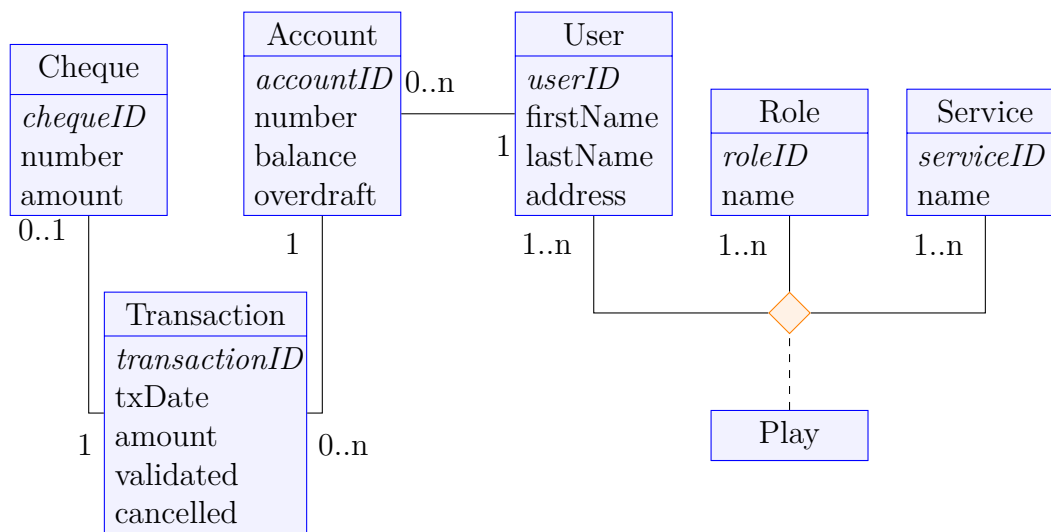 Cheque
chequeID
number
amount
Account
accountID
number
balance
overdraft
User
userID
firstName
lastName
address
Role
roleID
name
Service
serviceID
name
0..n
1
0..1
1
1..n
1..n
1..n
Transaction
transactionID
txDate
amount
validated
cancelled
1
0..n
Play